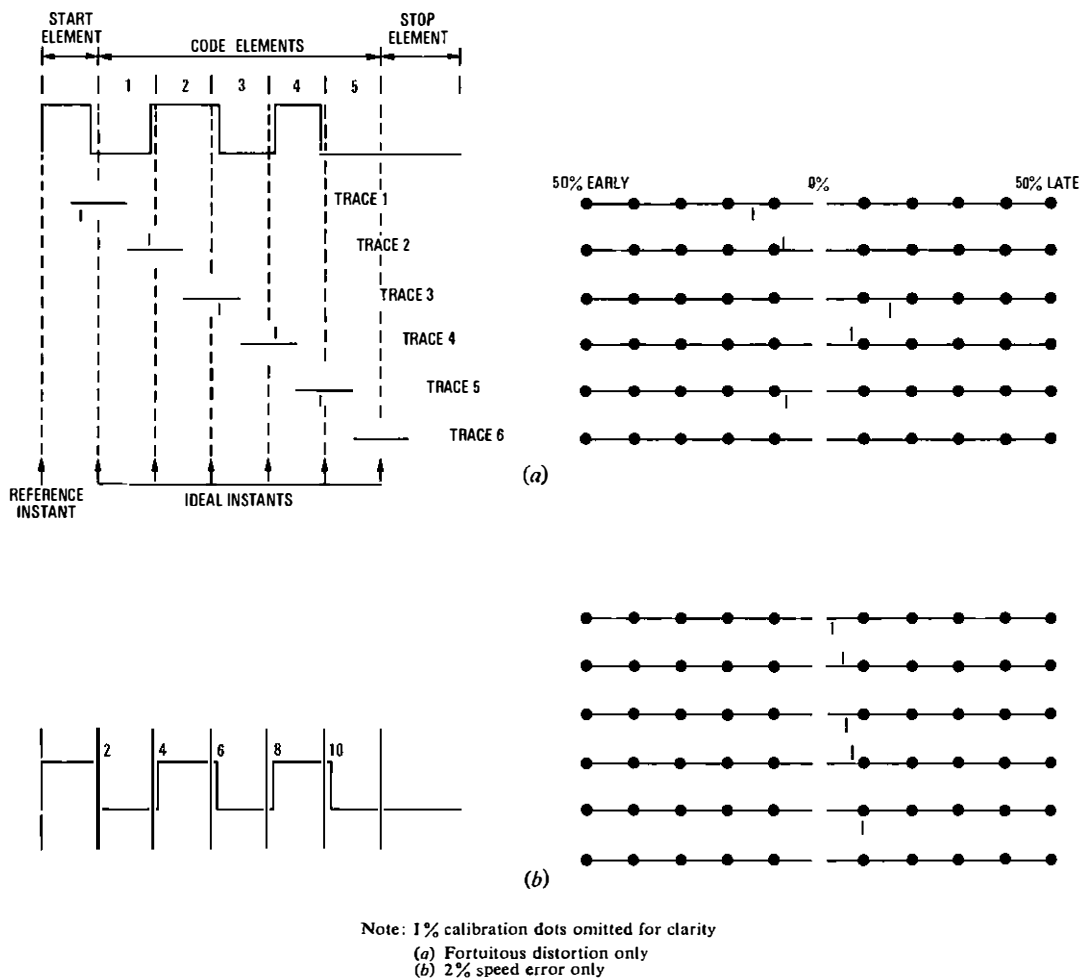 START
ELEMENT
CODE ELEMENTS
STOP
ELEMENT
1 2 3 4 5
TRACE 1
TRACE 2
TRACE 3
TRACE 4
TRACE 5
TRACE 6
REFERENCE
INSTANT
IDEAL INSTANTS
50% EARLY 0% 50% LATE
(a)
2 4 6 8 10
(b)
Note: 1% calibration dots omitted for clarity
(a) Fortuitous distortion only
(b) 2% speed error only